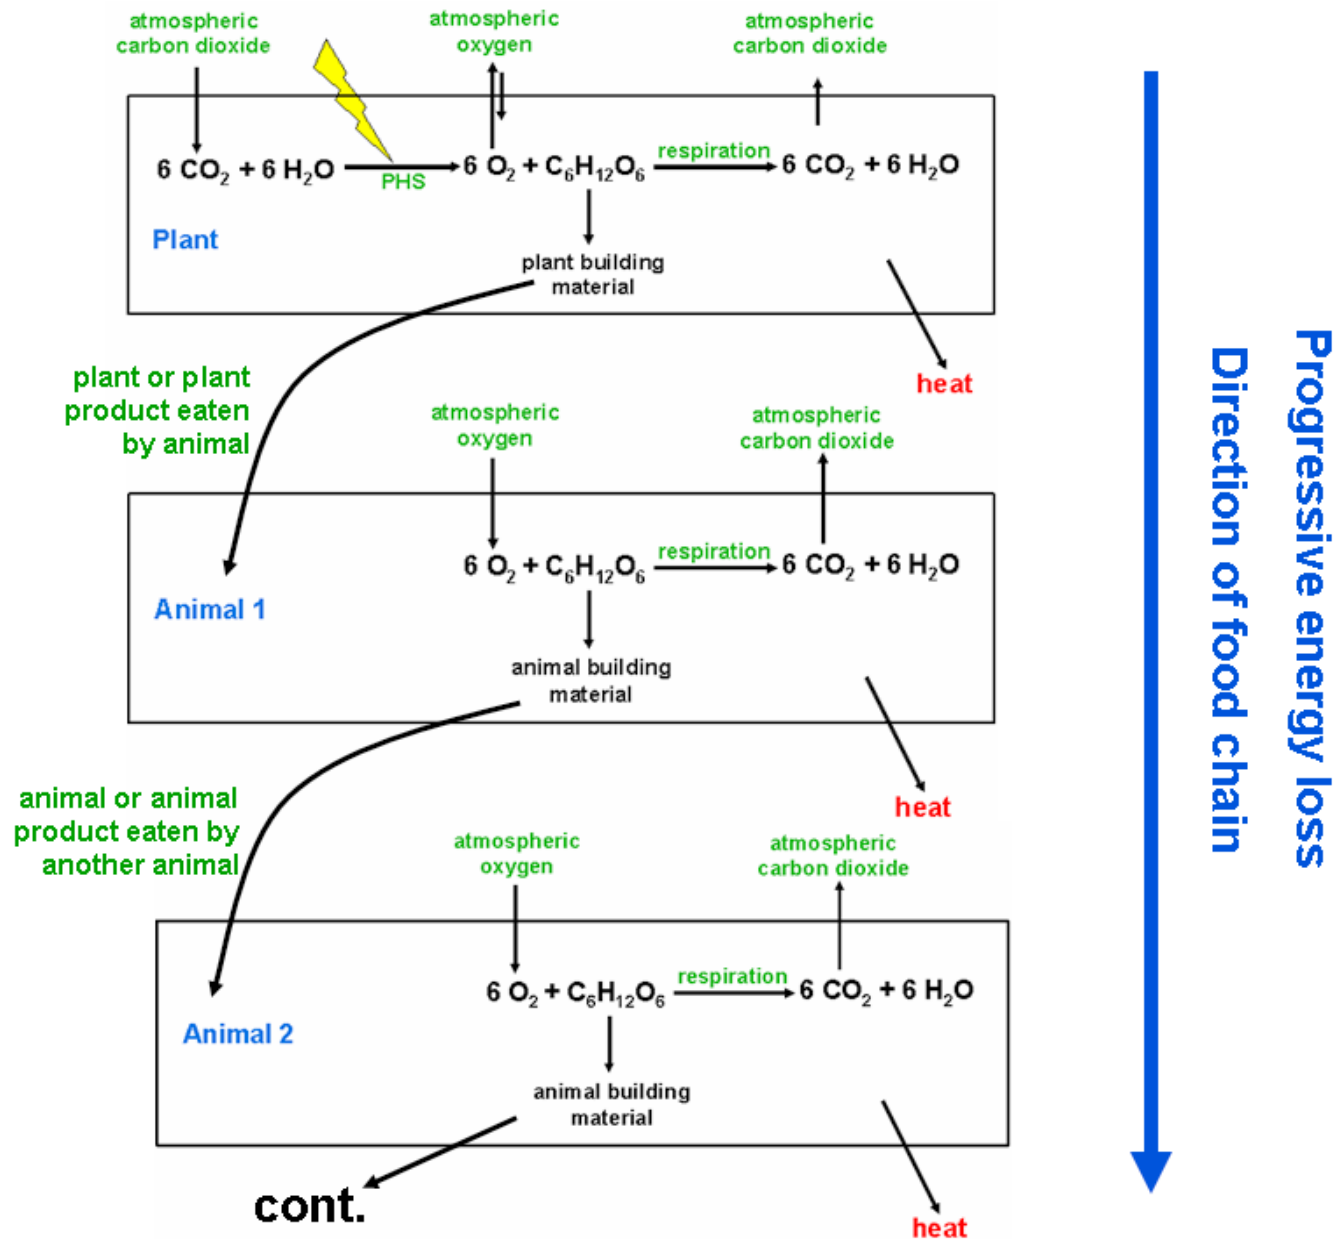 atmospheric
carbon dioxide
atmospheric
oxygen
atmospheric
carbon dioxide
6 CO₂ + 6 H₂O
PHS
6 O₂ + C₆H₁₂O₆
respiration
6 CO₂ + 6 H₂O
Plant
plant building
material
heat
plant or plant
product eaten
by animal
atmospheric
oxygen
atmospheric
carbon dioxide
6 O₂ + C₆H₁₂O₆
respiration
6 CO₂ + 6 H₂O
Animal 1
animal building
material
heat
animal or animal
product eaten by
another animal
atmospheric
oxygen
atmospheric
carbon dioxide
6 O₂ + C₆H₁₂O₆
respiration
6 CO₂ + 6 H₂O
Animal 2
animal building
material
cont.
heat
Progressive energy loss
Direction of food chain